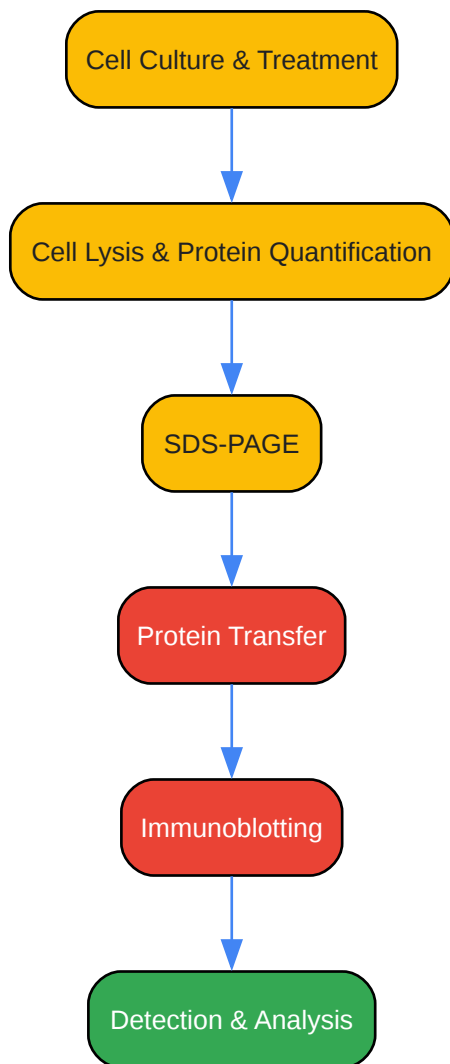 Cell Culture & Treatment
Cell Lysis & Protein Quantification
SDS-PAGE
Protein Transfer
Immunoblotting
Detection & Analysis